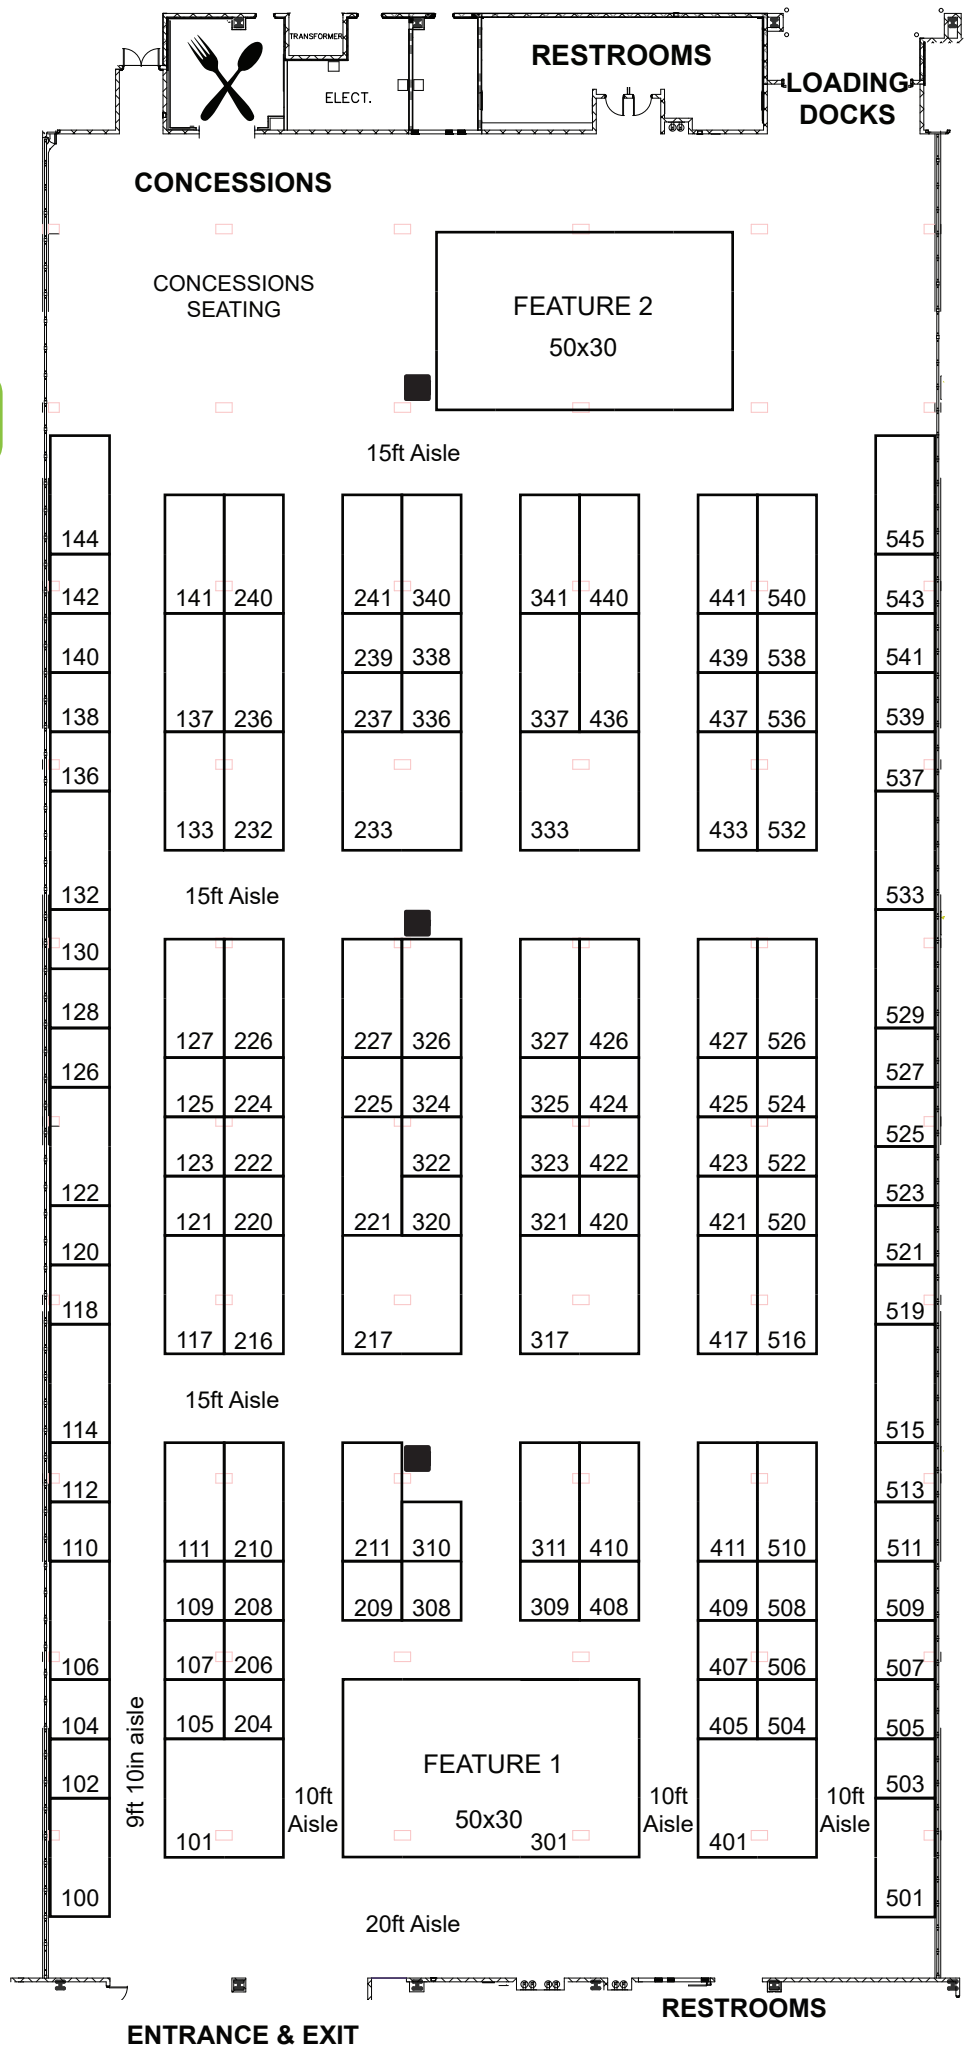 RESTROOMS
TRANSFORMER
ELECT.
LOADING
DOCKS
CONCESSIONS
CONCESSIONS
SEATING
FEATURE 2
50x30
15ft Aisle
144 545
142 141 240 241 340 341 440 441 540 543
140 239 338 439 538 541
138 137 236 237 336 337 436 437 536 539
136 537
133 232 233 333 433 532
132 15ft Aisle 533
130
128 529
127 226 227 326 327 426 427 526
126 527
125 224 225 324 325 424 425 524
525
123 222 322 323 422 423 522
122 523
121 220 221 320 321 420 421 520
120 521
118 519
117 216 217 317 417 516
15ft Aisle
114 515
112 513
110 111 210 211 310 311 410 411 510 511
109 208 209 308 309 408 409 508 509
106 107 206 407 506 507
104 105 204 405 504 505
9ft 10in aisle
FEATURE 1
50x30
102 503
10ft
Aisle
10ft
Aisle
10ft
Aisle
101 301 401
100 501
20ft Aisle
RESTROOMS
ENTRANCE & EXIT